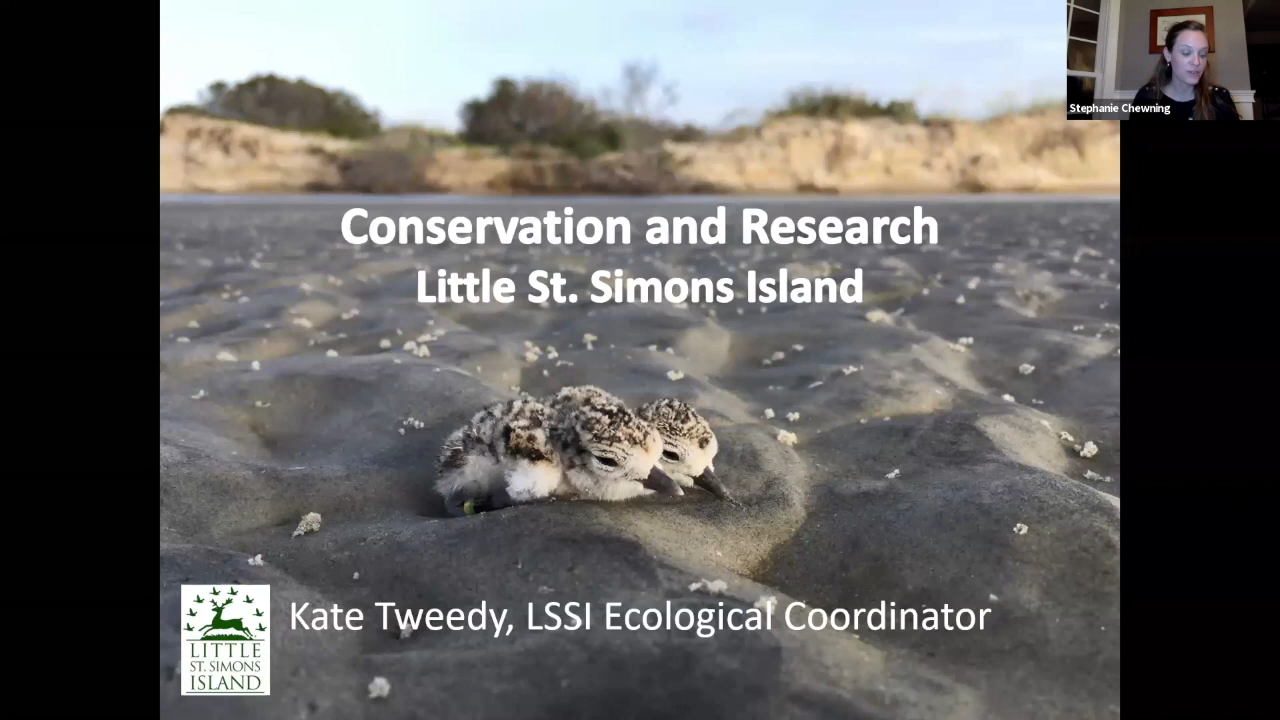 Stephanie Chewning
Conservation and Research
Little St. Simons Island
Kate Tweedy, LSSI Ecological Coordinator
LITTLE
ST. SIMONS
ISLAND